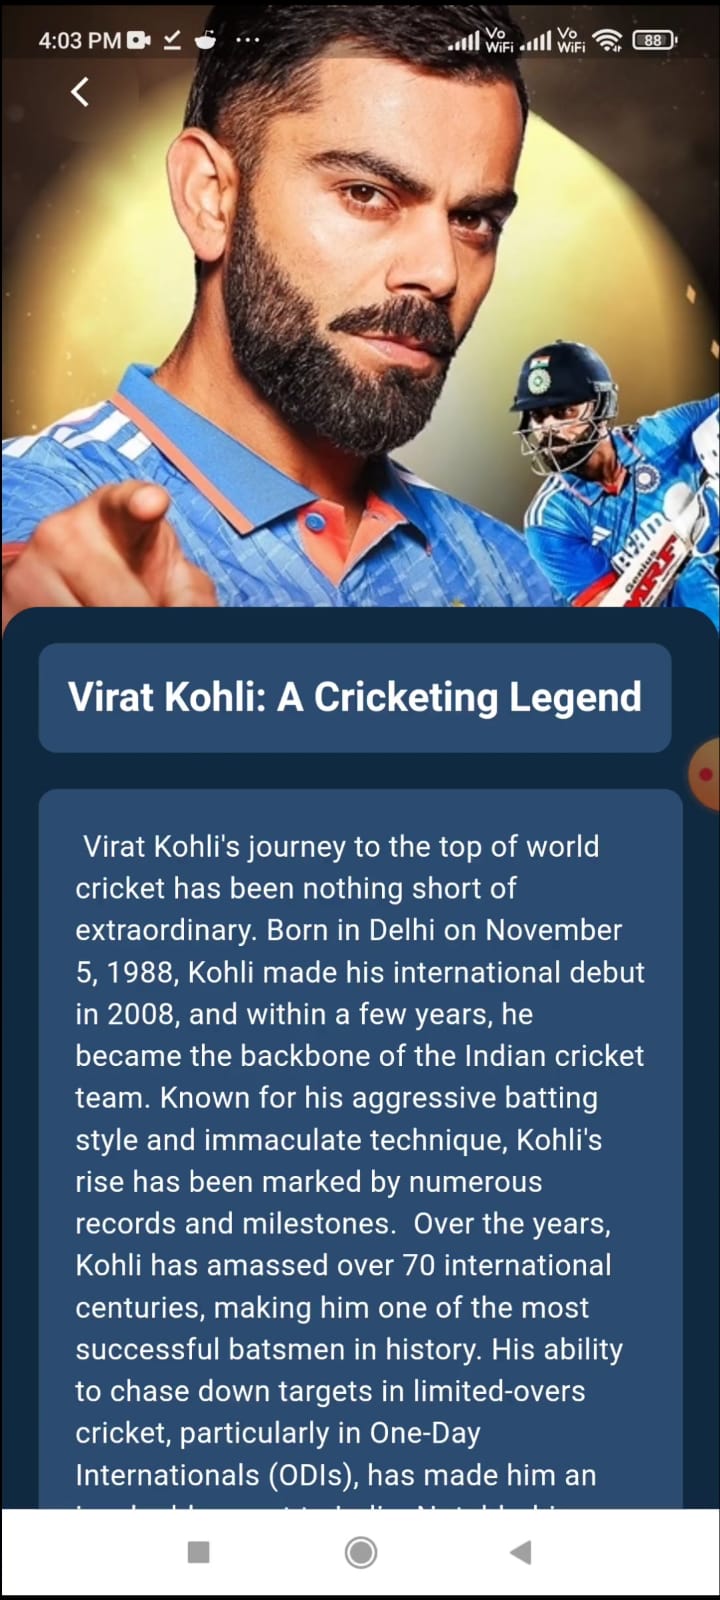 4:03 PM
Vo WiFi
Vo WiFi
88
Genius
MRF
Virat Kohli: A Cricketing Legend
Virat Kohli's journey to the top of world
cricket has been nothing short of
extraordinary. Born in Delhi on November
5, 1988, Kohli made his international debut
in 2008, and within a few years, he
became the backbone of the Indian cricket
team. Known for his aggressive batting
style and immaculate technique, Kohli's
rise has been marked by numerous
records and milestones.  Over the years,
Kohli has amassed over 70 international
centuries, making him one of the most
successful batsmen in history. His ability
to chase down targets in limited-overs
cricket, particularly in One-Day
Internationals (ODIs), has made him an